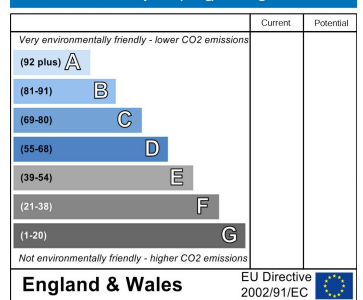 Current Potential
Very environmentally friendly - lower CO2 emissions
(92 plus) A
(81-91) B
(69-80) C
(55-68) D
(39-54) E
(21-38) F
(1-20) G
Not environmentally friendly - higher CO2 emissions
England & Wales
EU Directive
2002/91/EC